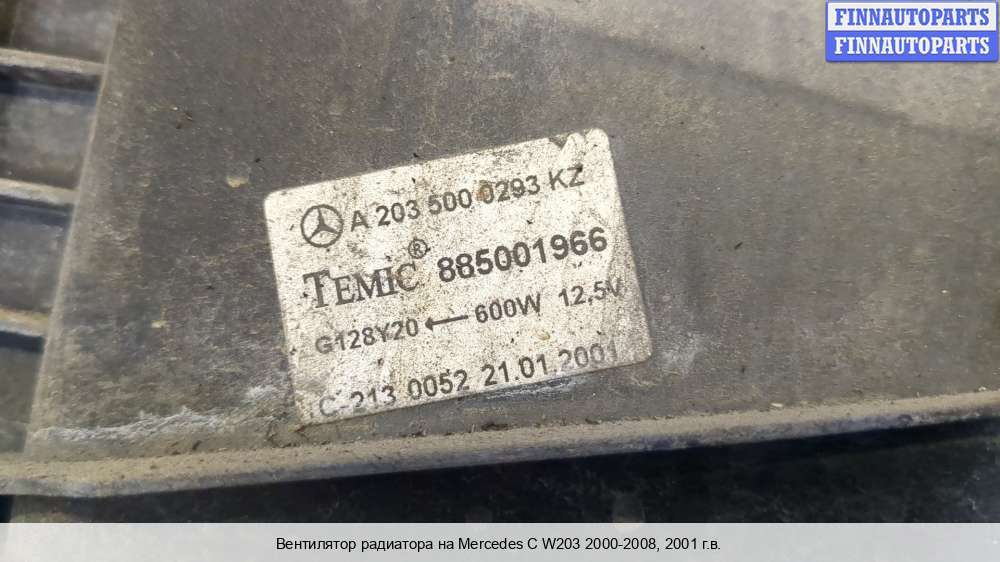 FINNAUTOPARTS
FINNAUTOPARTS
A 203 500 0293 KZ
TEMIC® 885001966
G128Y20 ← 600W 12,5V
C-213 0052 21.01.2001
Вентилятор радиатора на Mercedes C W203 2000-2008, 2001 г.в.